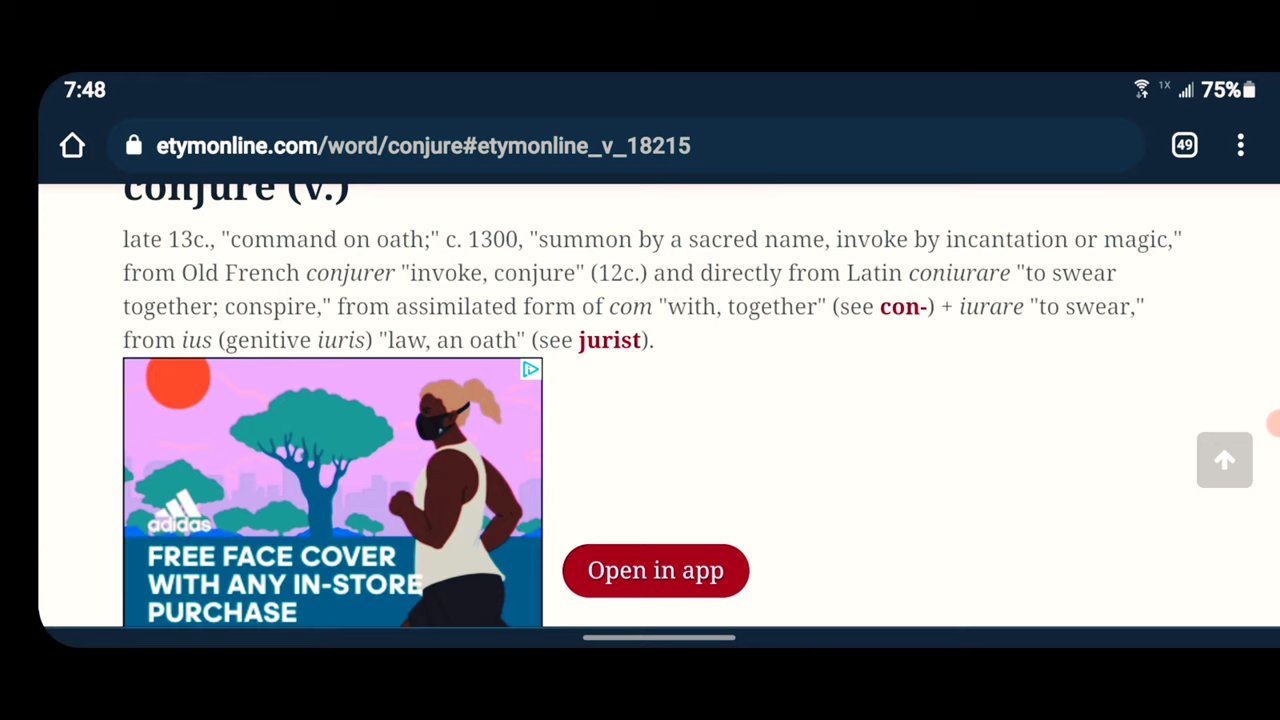 7:48
1X 75%
etymonline.com/word/conjure#etymonline_v_18215
49
conjure (v.)
late 13c., "command on oath;" c. 1300, "summon by a sacred name, invoke by incantation or magic,"
from Old French conjurer "invoke, conjure" (12c.) and directly from Latin coniurare "to swear
together; conspire," from assimilated form of com "with, together" (see con-) + iurare "to swear,"
from ius (genitive iuris) "law, an oath" (see jurist).
adidas
FREE FACE COVER
WITH ANY IN-STORE
PURCHASE
Open in app